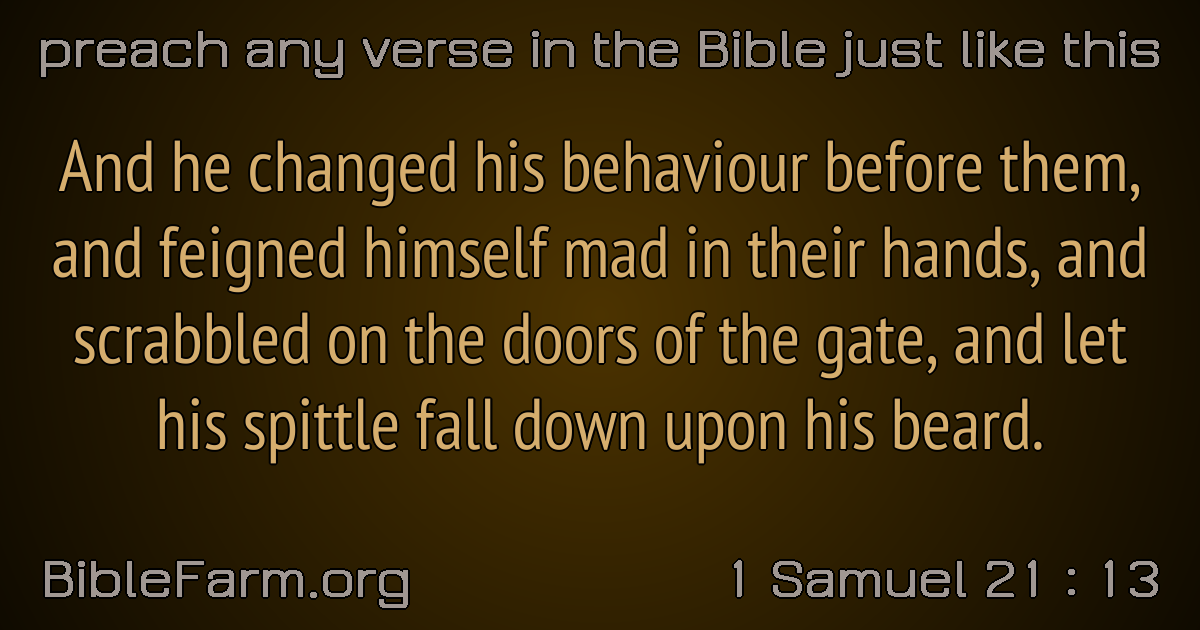 preach any verse in the Bible just like this
And he changed his behaviour before them,
and feigned himself mad in their hands, and
scrabbled on the doors of the gate, and let
his spittle fall down upon his beard.
BibleFarm.org
1 Samuel 21 : 13